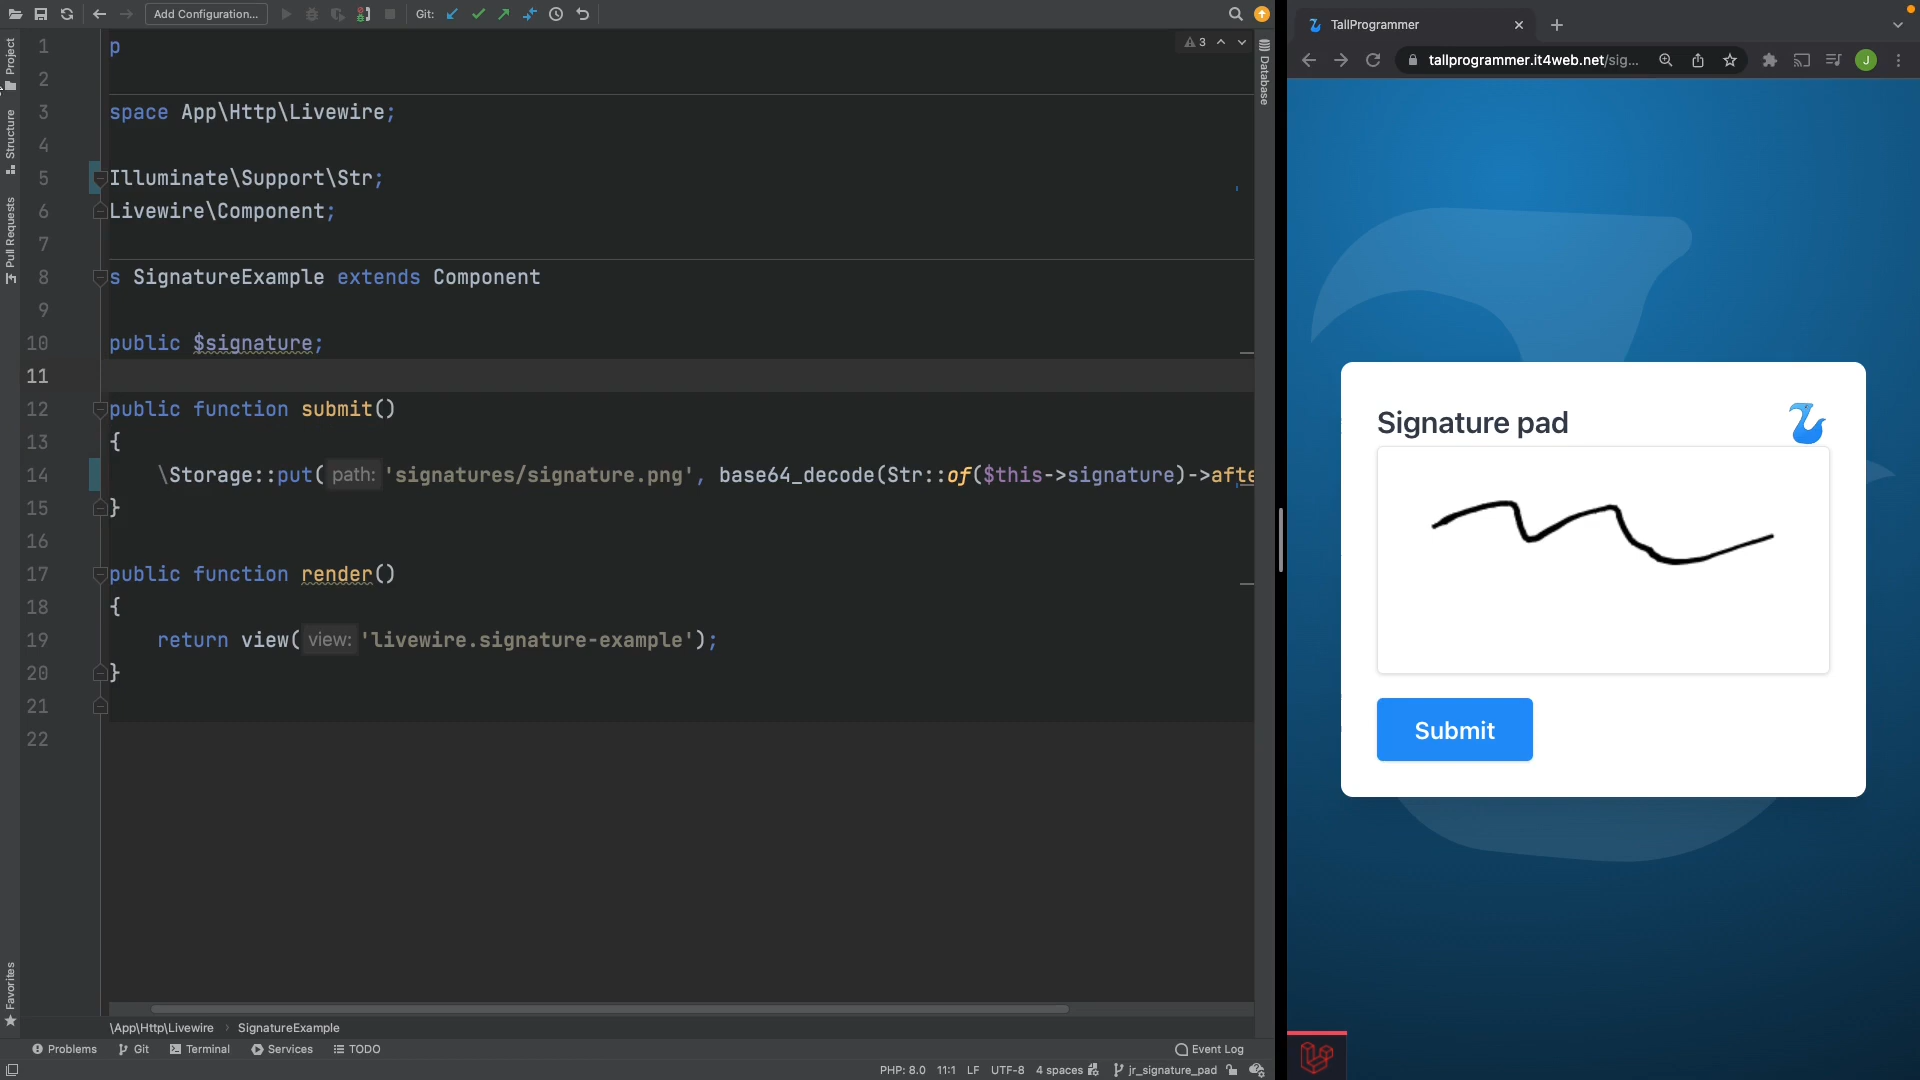 Add Configuration...
Git:
Project
Structure
Pull Requests
Favorites
Database
3
1 p
2
3 space App\Http\Livewire;
4
5 Illuminate\Support\Str;
6 Livewire\Component;
7
8 s SignatureExample extends Component
9
10 public $signature;
11
12 public function submit()
13 {
14 \Storage::put( path: 'signatures/signature.png', base64_decode(Str::of($this->signature)->afte
15 }
16
17 public function render()
18 {
19 return view( view: 'livewire.signature-example');
20 }
21
22
\App\Http\Livewire › SignatureExample
Problems Git Terminal Services TODO Event Log
PHP: 8.0 11:1 LF UTF-8 4 spaces jr_signature_pad
TallProgrammer
tallprogrammer.it4web.net/sig...
J
Signature pad
Submit